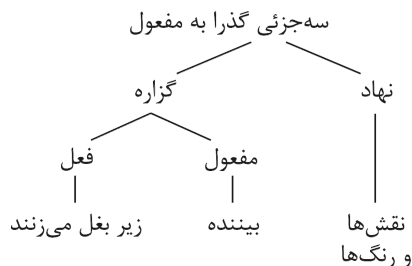 سه‌جزئی گذرا به مفعول
نهاد
گزاره
مفعول
فعل
نقش‌ها
و رنگ‌ها
بیننده
زیر بغل می‌زنند